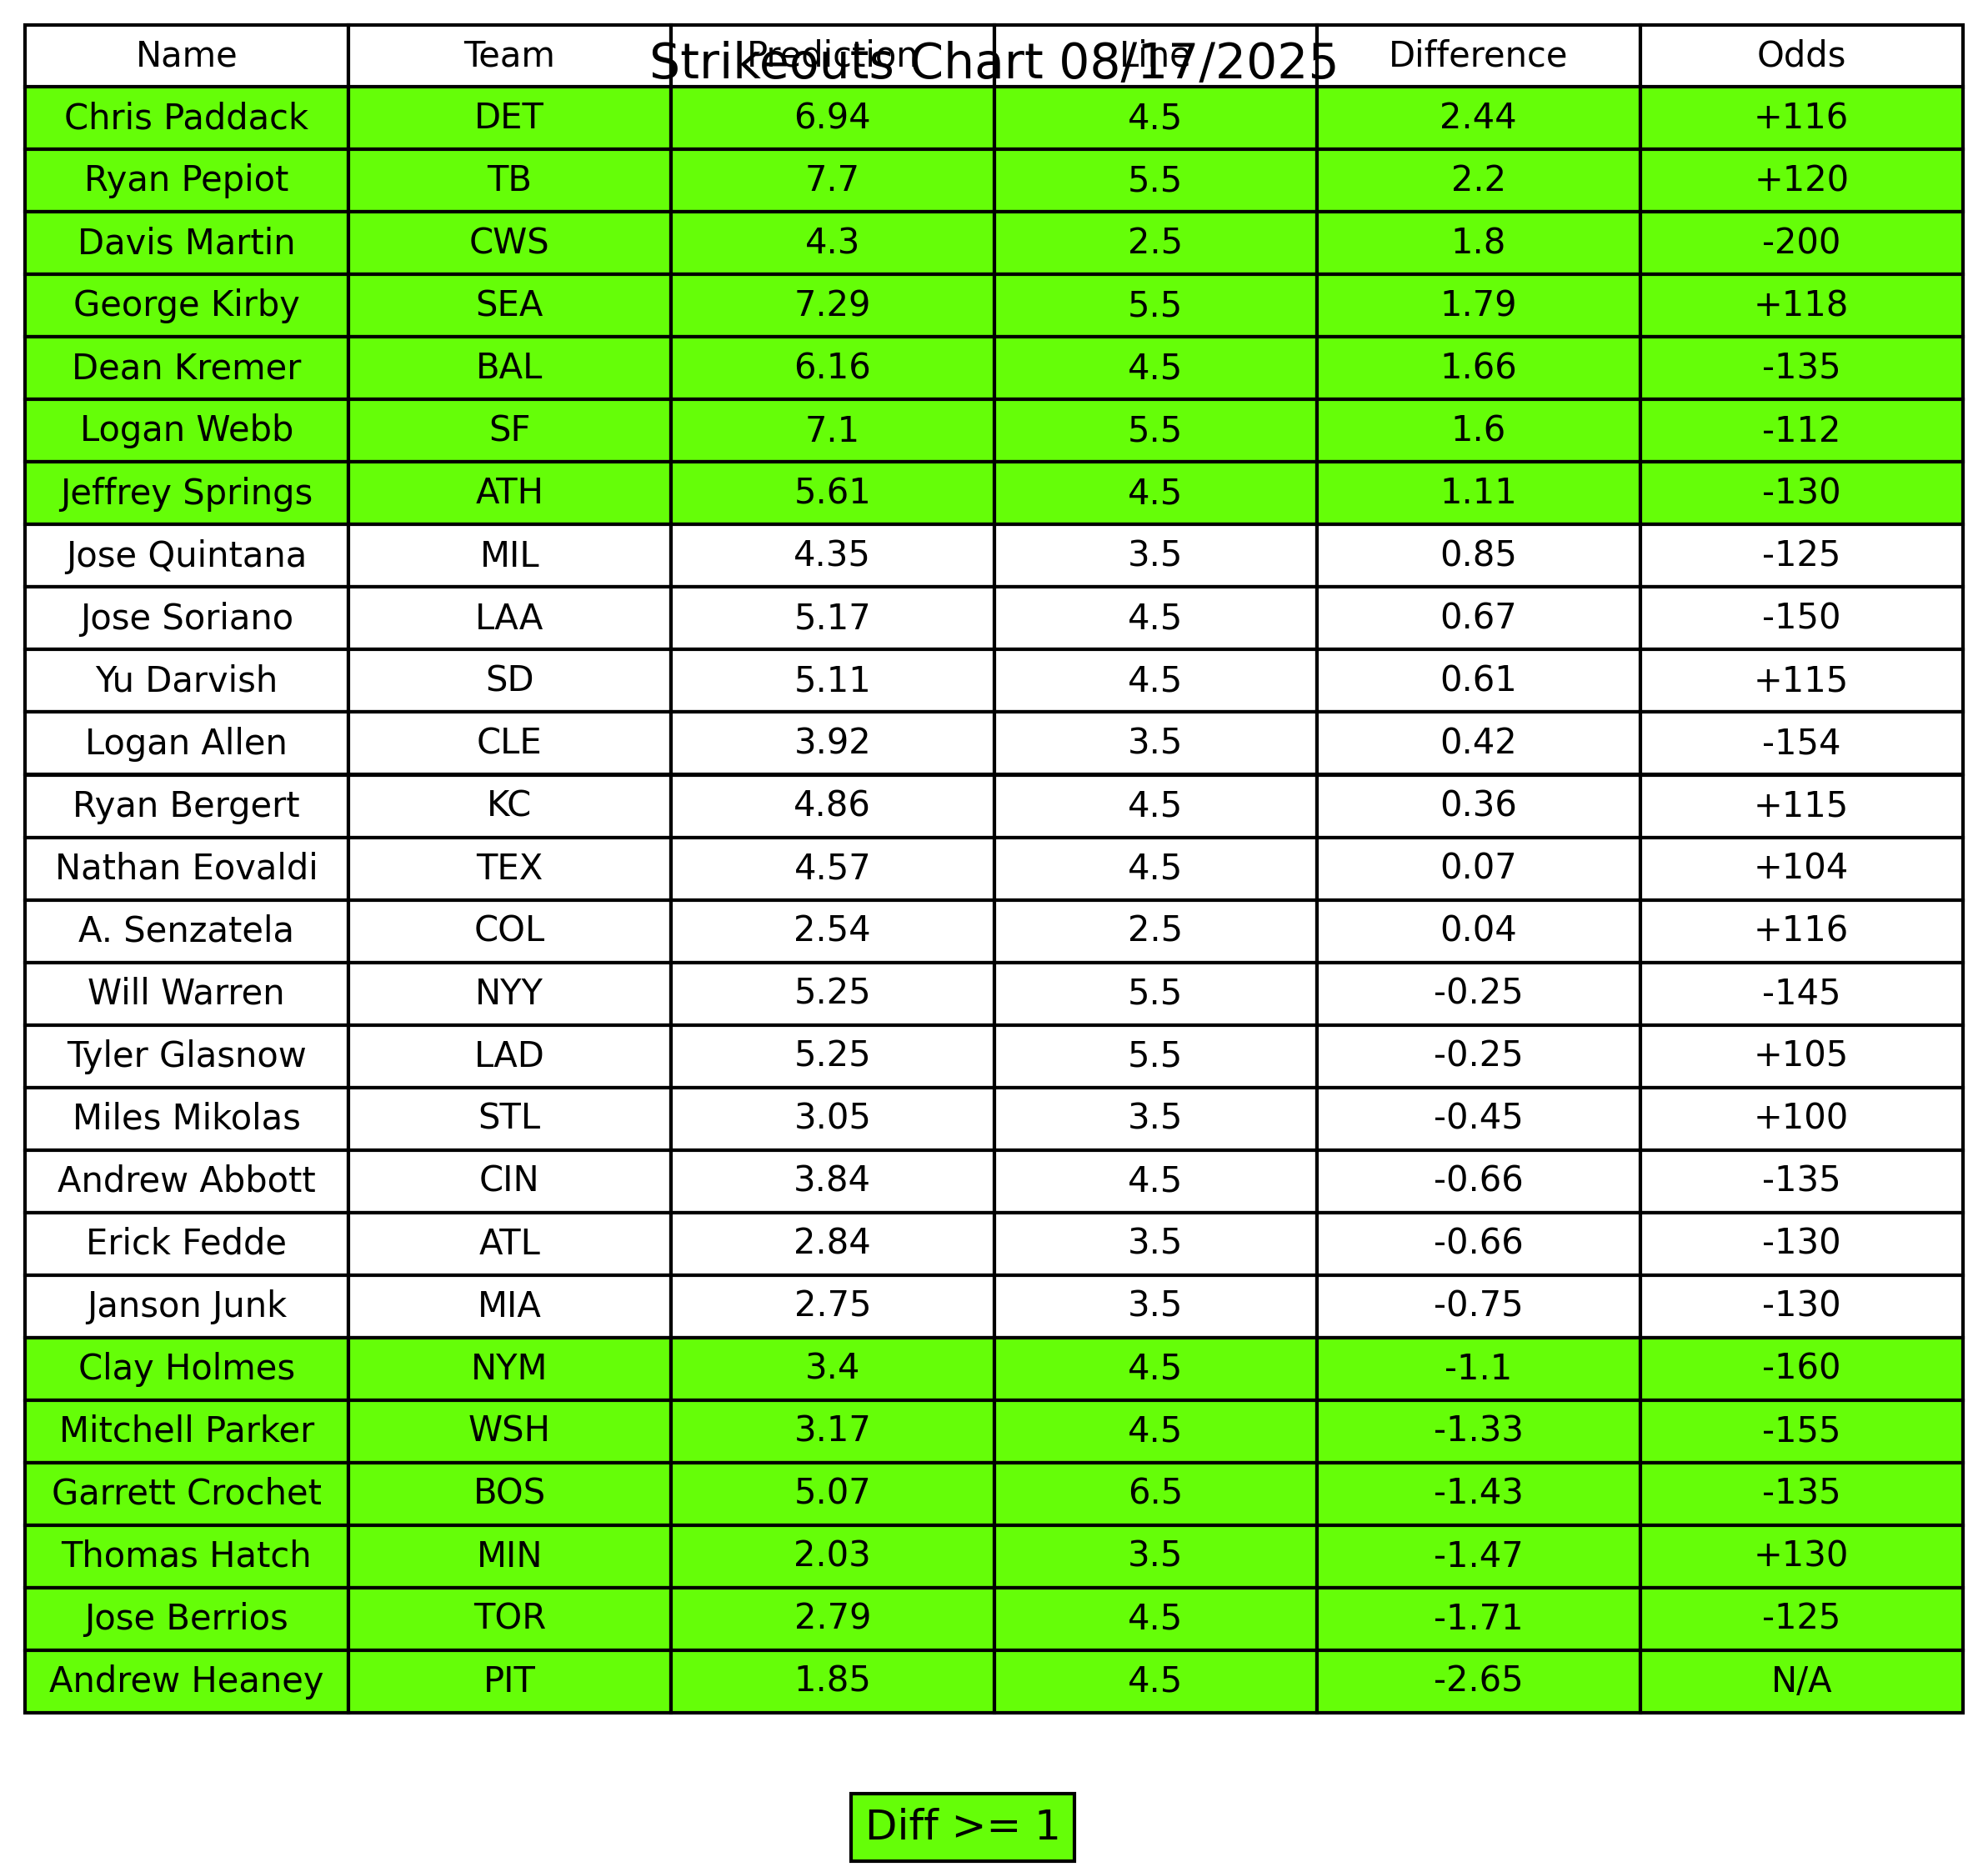 Strikeouts Chart 08/17/2025
Name Team Prediction Line Difference Odds
Chris Paddack DET 6.94 4.5 2.44 +116
Ryan Pepiot TB 7.7 5.5 2.2 +120
Davis Martin CWS 4.3 2.5 1.8 -200
George Kirby SEA 7.29 5.5 1.79 +118
Dean Kremer BAL 6.16 4.5 1.66 -135
Logan Webb SF 7.1 5.5 1.6 -112
Jeffrey Springs ATH 5.61 4.5 1.11 -130
Jose Quintana MIL 4.35 3.5 0.85 -125
Jose Soriano LAA 5.17 4.5 0.67 -150
Yu Darvish SD 5.11 4.5 0.61 +115
Logan Allen CLE 3.92 3.5 0.42 -154
Ryan Bergert KC 4.86 4.5 0.36 +115
Nathan Eovaldi TEX 4.57 4.5 0.07 +104
A. Senzatela COL 2.54 2.5 0.04 +116
Will Warren NYY 5.25 5.5 -0.25 -145
Tyler Glasnow LAD 5.25 5.5 -0.25 +105
Miles Mikolas STL 3.05 3.5 -0.45 +100
Andrew Abbott CIN 3.84 4.5 -0.66 -135
Erick Fedde ATL 2.84 3.5 -0.66 -130
Janson Junk MIA 2.75 3.5 -0.75 -130
Clay Holmes NYM 3.4 4.5 -1.1 -160
Mitchell Parker WSH 3.17 4.5 -1.33 -155
Garrett Crochet BOS 5.07 6.5 -1.43 -135
Thomas Hatch MIN 2.03 3.5 -1.47 +130
Jose Berrios TOR 2.79 4.5 -1.71 -125
Andrew Heaney PIT 1.85 4.5 -2.65 N/A
Diff >= 1